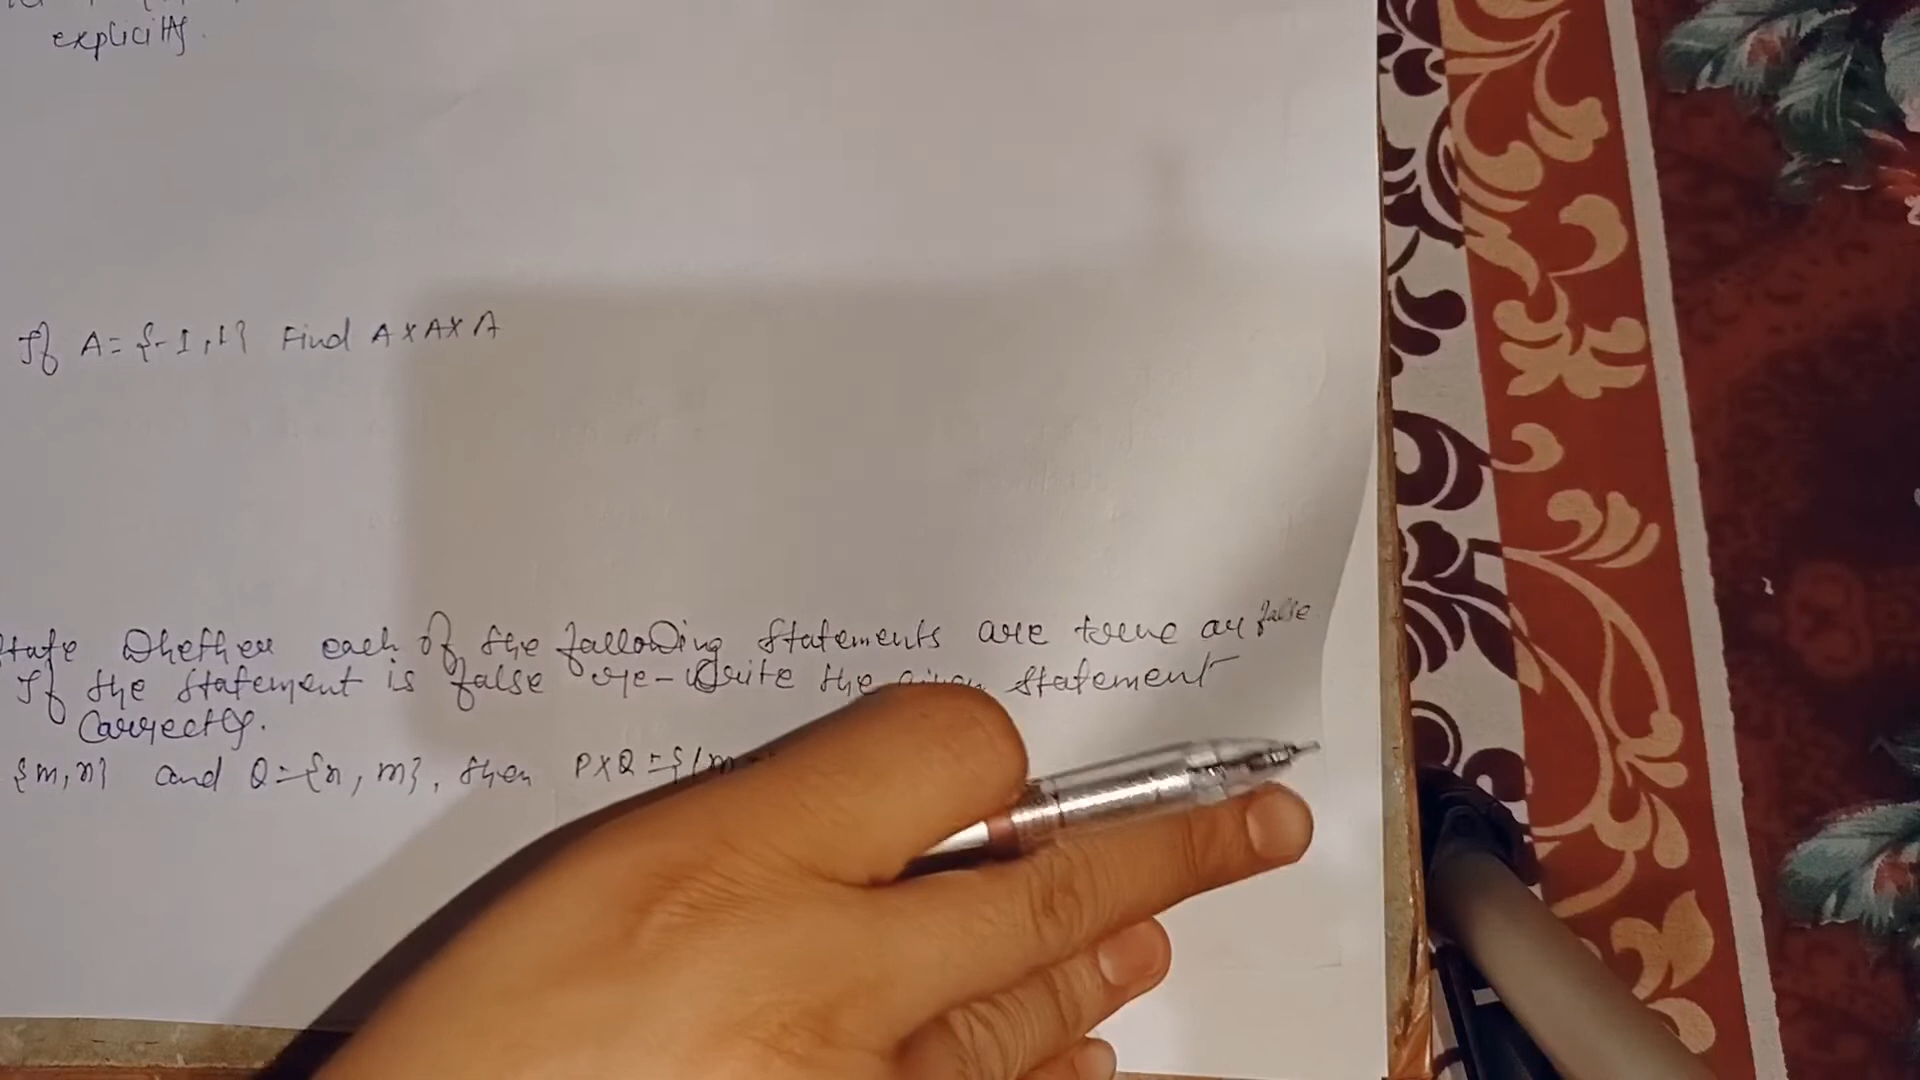 explicitly.
If A = {-1, 1} Find A x A x A
State Whether each of the following Statements are true or false
If the Statement is false re-write the given Statement
Correctly.
{m, n} and Q = {n, m}, then P x Q = {(m